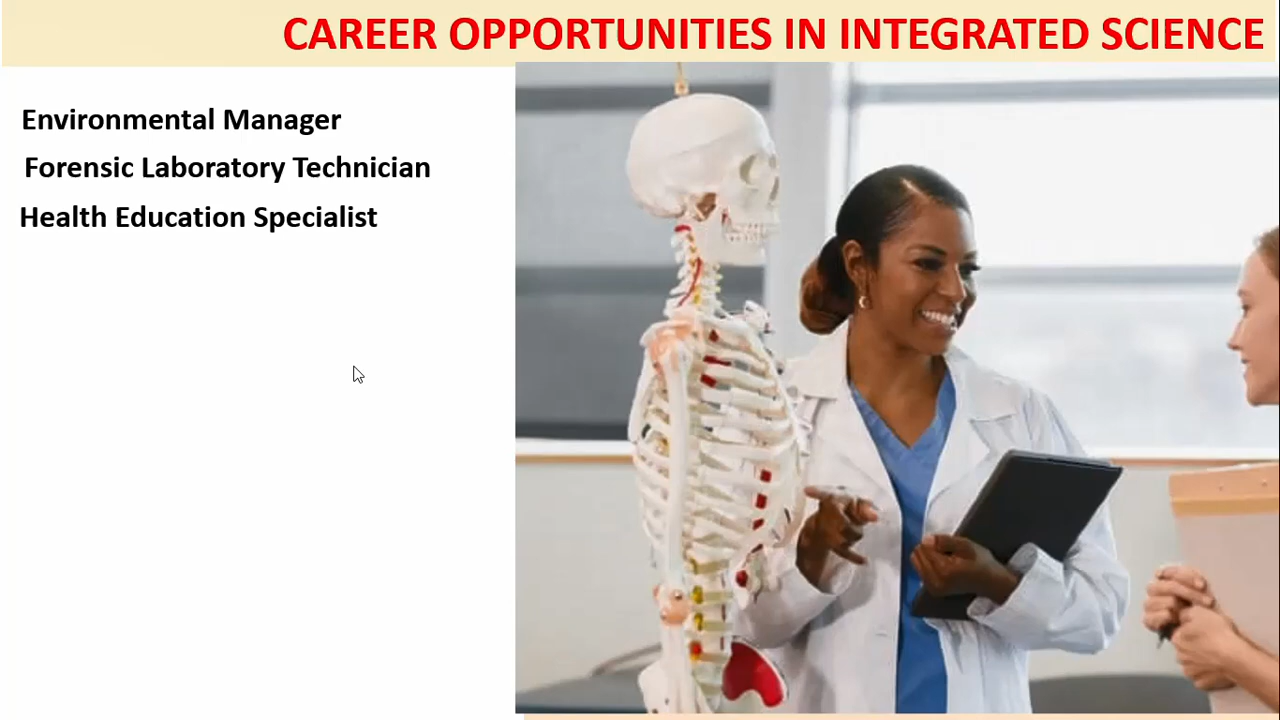 CAREER OPPORTUNITIES IN INTEGRATED SCIENCE
Environmental Manager
Forensic Laboratory Technician
Health Education Specialist